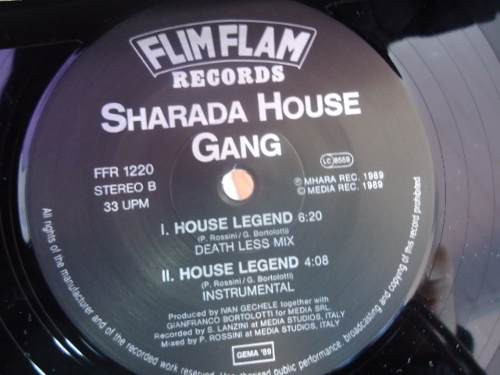 FLIM FLAM
RECORDS
SHARADA HOUSE
GANG
FFR 1220
STEREO B
33 UPM
LC 8559
Ⓟ MHARA REC. 1989
© MEDIA REC. 1989
I. HOUSE LEGEND 6:20
(P. Rossini / G. Bortolotti)
DEATH LESS MIX
II. HOUSE LEGEND 4:08
(P. Rossini / G. Bortolotti)
INSTRUMENTAL
Produced by IVAN GECHELE together with
GIANFRANCO BORTOLOTTI for MEDIA SRL.
Recorded by S. LANZINI at MEDIA STUDIOS, ITALY
Mixed by P. ROSSINI at MEDIA STUDIOS, ITALY
GEMA '89
All rights of the manufacturer and of the recorded work reserved. Unauthorised public performance, broadcasting and copying of this record prohibited